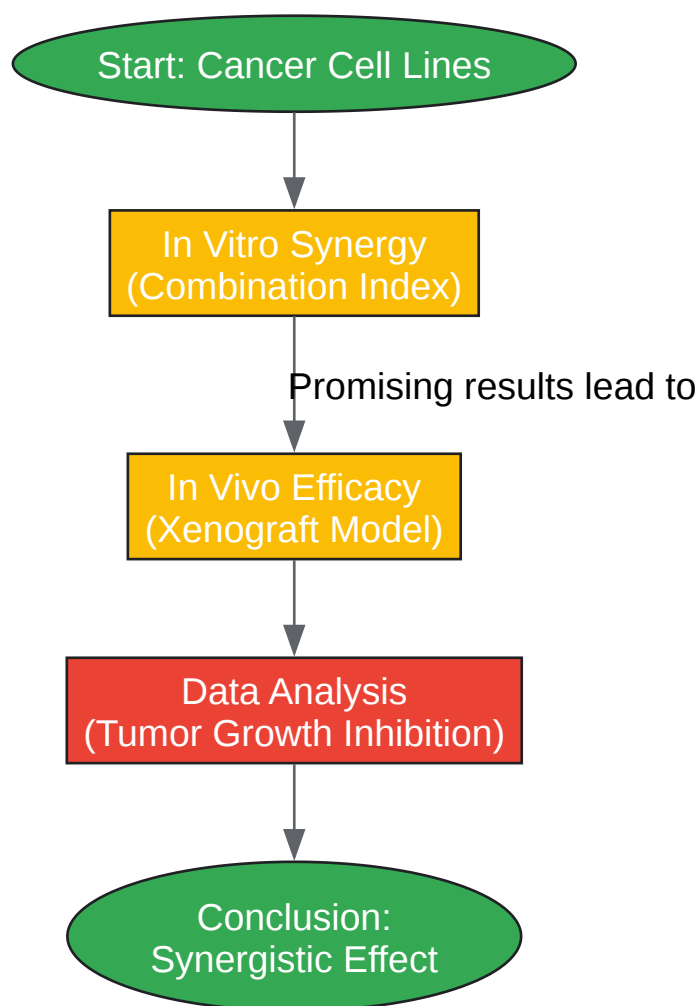 Start: Cancer Cell Lines
In Vitro Synergy
(Combination Index)
Promising results lead to
In Vivo Efficacy
(Xenograft Model)
Data Analysis
(Tumor Growth Inhibition)
Conclusion:
Synergistic Effect